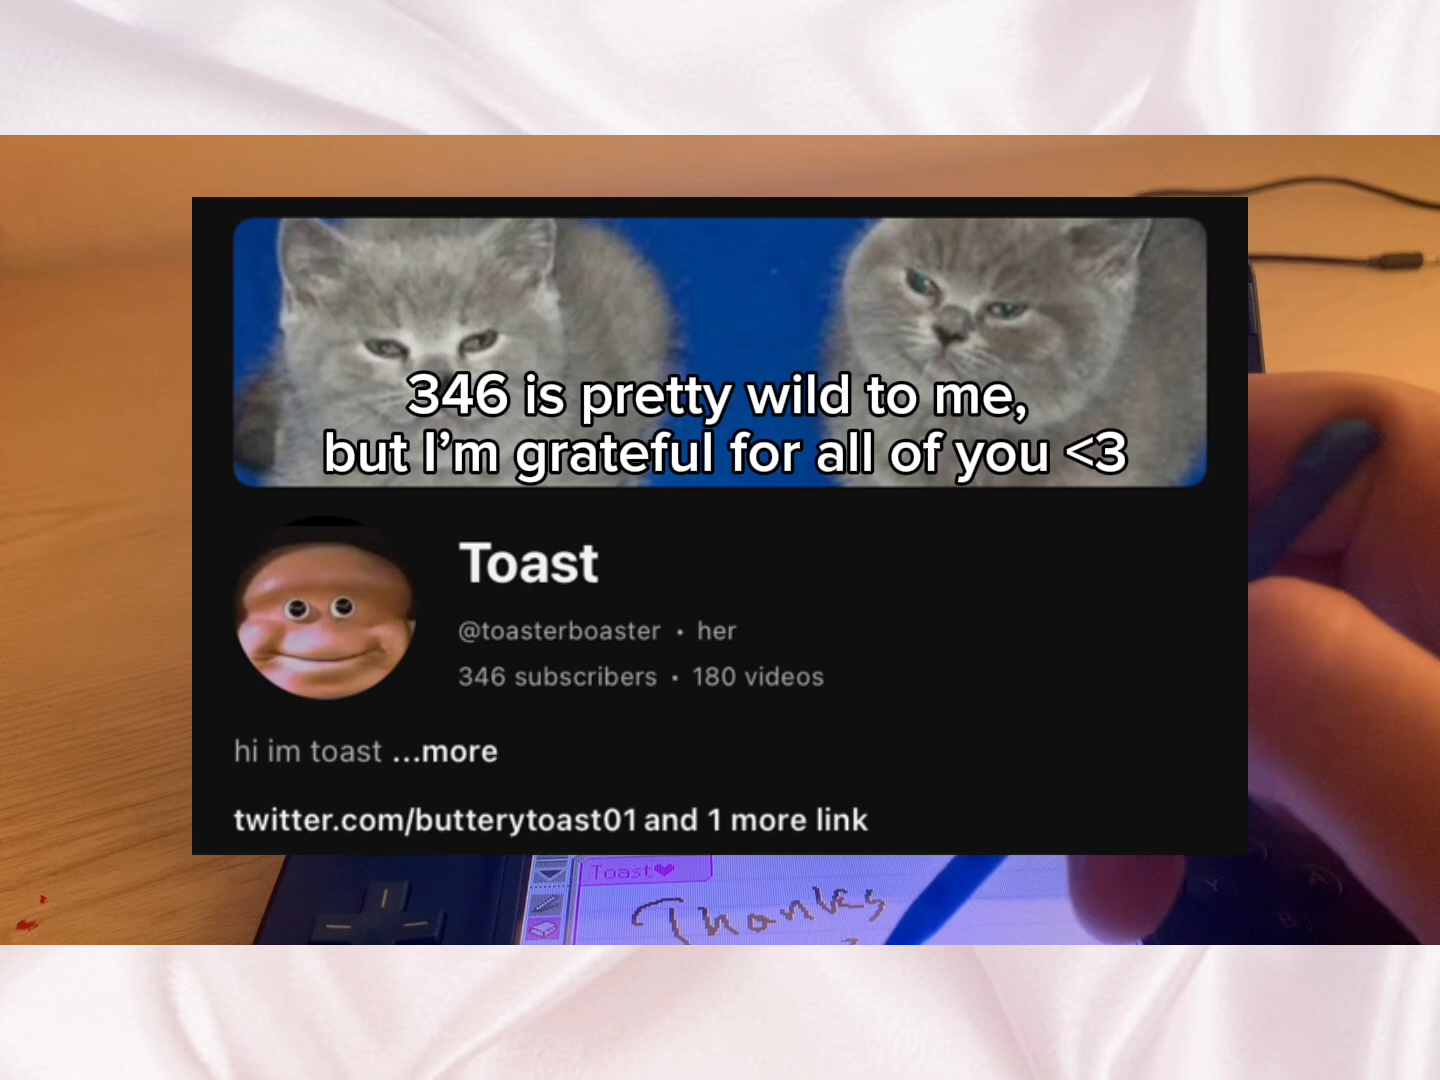 346 is pretty wild to me,
but I'm grateful for all of you <3
Toast
@toasterboaster • her
346 subscribers • 180 videos
hi im toast ...more
twitter.com/butterytoast01 and 1 more link
Toast♥
Thanks
Y
B